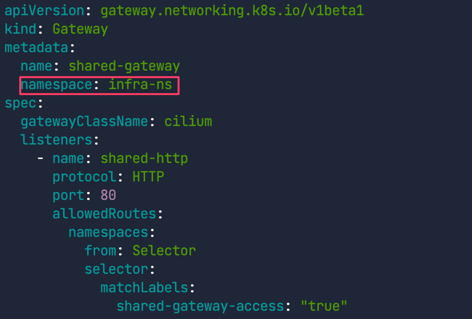 apiVersion: gateway.networking.k8s.io/v1beta1
kind: Gateway
metadata:
  name: shared-gateway
  namespace: infra-ns
spec:
  gatewayClassName: cilium
  listeners:
    - name: shared-http
      protocol: HTTP
      port: 80
      allowedRoutes:
        namespaces:
          from: Selector
          selector:
            matchLabels:
              shared-gateway-access: "true"